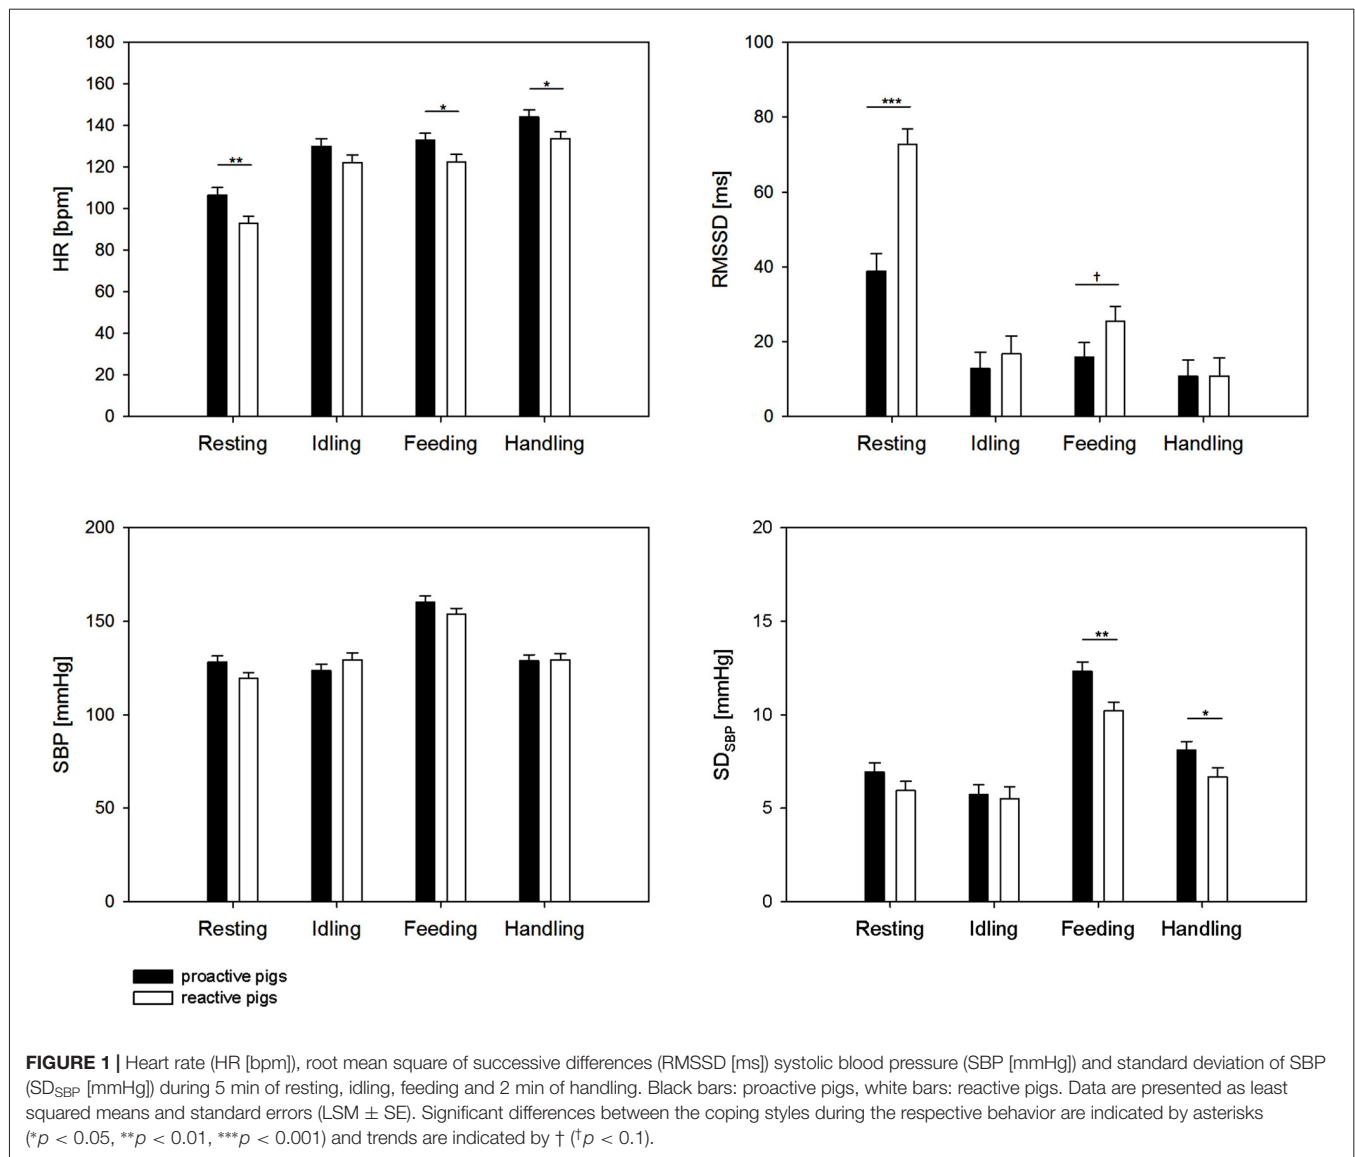 180
160
140
120
100
80
60
40
20
0
HR [bpm]
**
*
*
Resting Idling Feeding Handling
100
80
60
40
20
0
RMSSD [ms]
***
†
Resting Idling Feeding Handling
200
150
100
50
0
SBP [mmHg]
Resting Idling Feeding Handling
20
15
10
5
0
SDSBP [mmHg]
**
*
Resting Idling Feeding Handling
proactive pigs
reactive pigs
FIGURE 1 | Heart rate (HR [bpm]), root mean square of successive differences (RMSSD [ms]) systolic blood pressure (SBP [mmHg]) and standard deviation of SBP
(SDSBP [mmHg]) during 5 min of resting, idling, feeding and 2 min of handling. Black bars: proactive pigs, white bars: reactive pigs. Data are presented as least
squared means and standard errors (LSM ± SE). Significant differences between the coping styles during the respective behavior are indicated by asterisks
(*p < 0.05, **p < 0.01, ***p < 0.001) and trends are indicated by † (†p < 0.1).